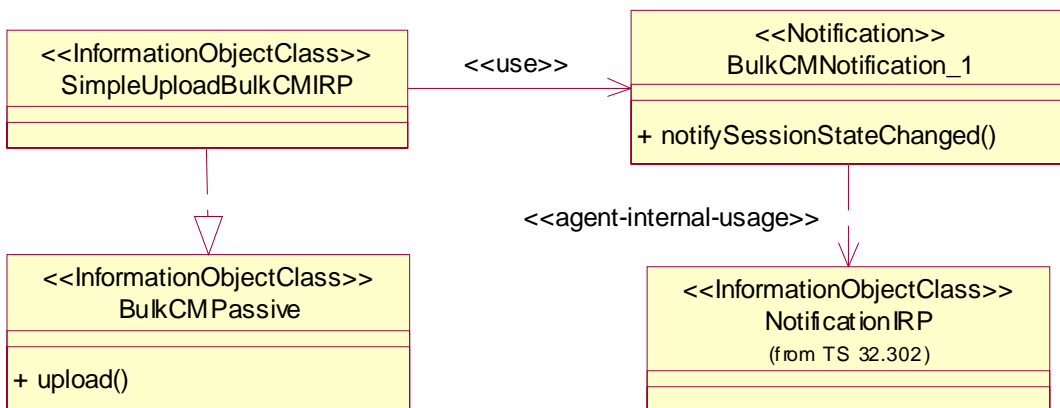 <<InformationObjectClass>>
SimpleUploadBulkCMIRP
<<use>>
<<Notification>>
BulkCMNotification_1
+ notifySessionStateChanged()
<<agent-internal-usage>>
<<InformationObjectClass>>
BulkCMPassive
+ upload()
<<InformationObjectClass>>
NotificationIRP
(from TS 32.302)